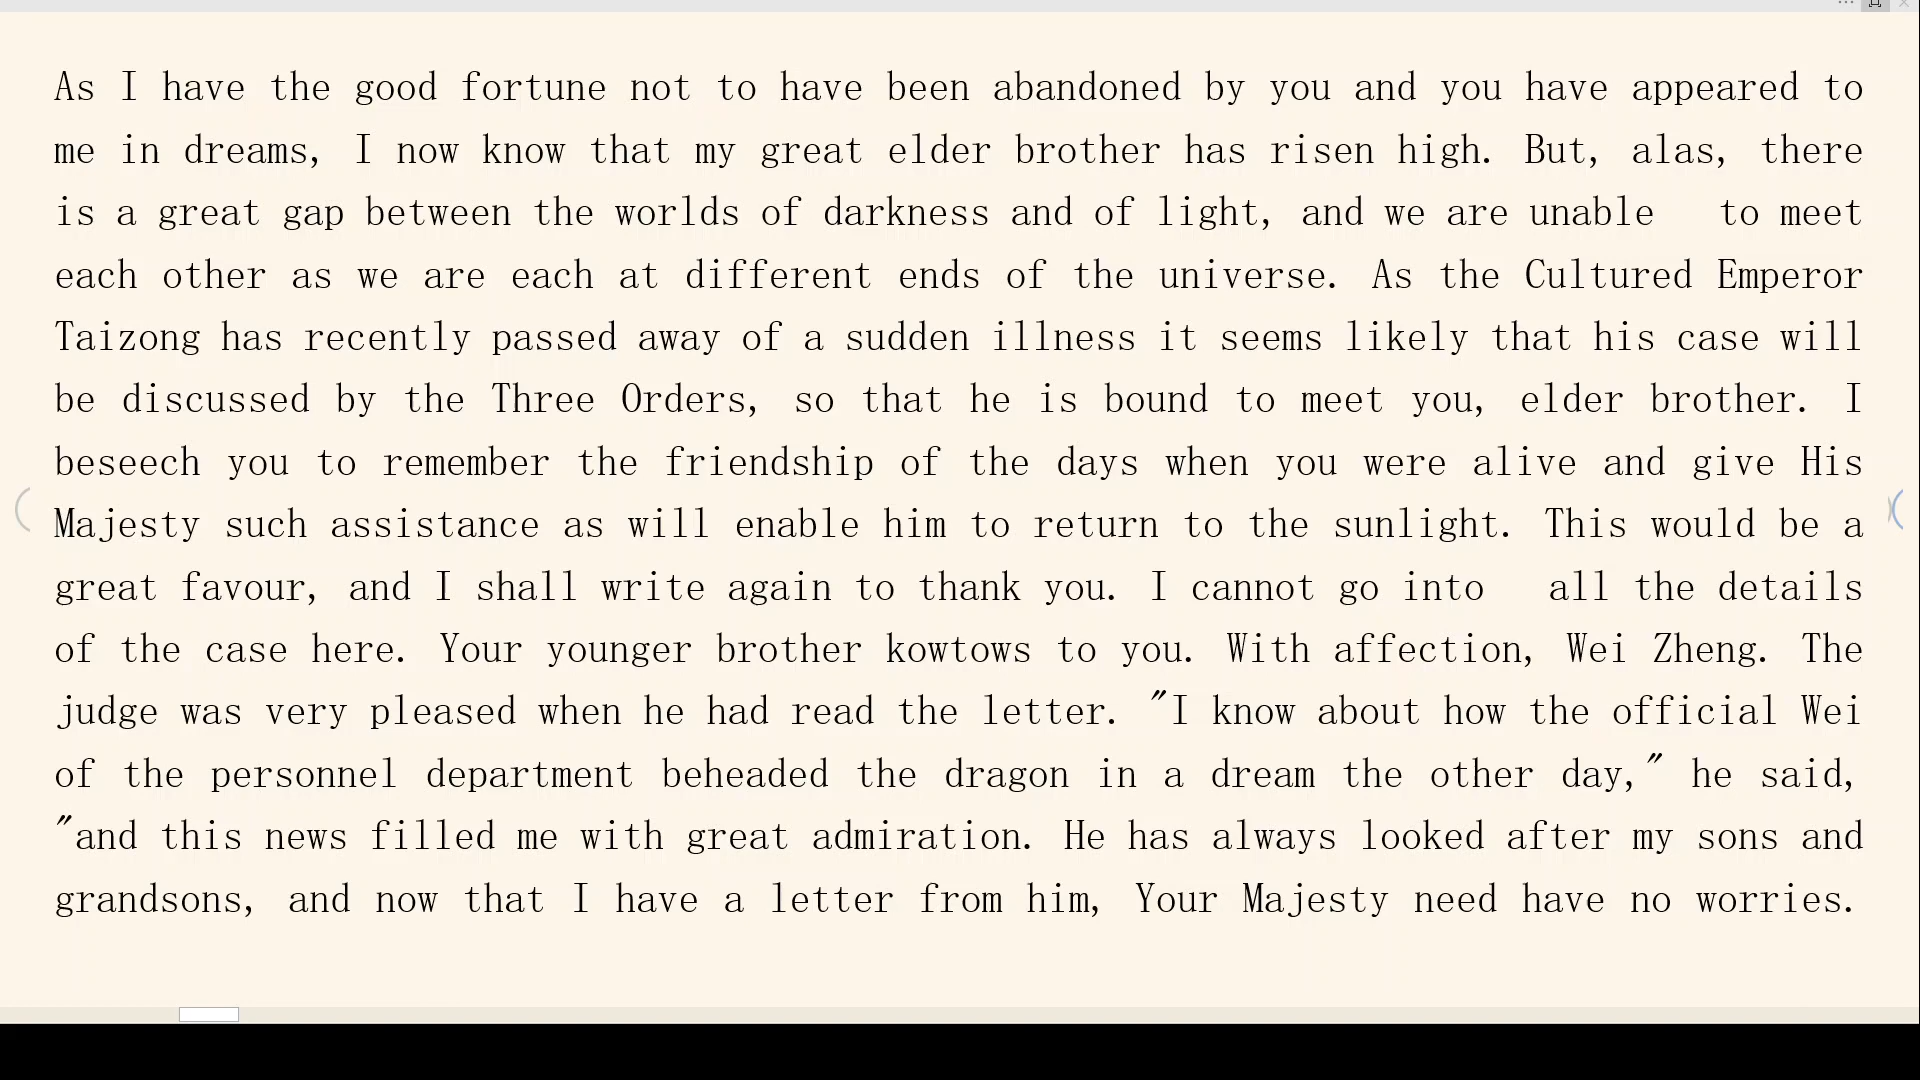 As I have the good fortune not to have been abandoned by you and you have appeared to
me in dreams, I now know that my great elder brother has risen high. But, alas, there
is a great gap between the worlds of darkness and of light, and we are unable to meet
each other as we are each at different ends of the universe. As the Cultured Emperor
Taizong has recently passed away of a sudden illness it seems likely that his case will
be discussed by the Three Orders, so that he is bound to meet you, elder brother. I
beseech you to remember the friendship of the days when you were alive and give His
Majesty such assistance as will enable him to return to the sunlight. This would be a
great favour, and I shall write again to thank you. I cannot go into all the details
of the case here. Your younger brother kowtows to you. With affection, Wei Zheng. The
judge was very pleased when he had read the letter. "I know about how the official Wei
of the personnel department beheaded the dragon in a dream the other day," he said,
"and this news filled me with great admiration. He has always looked after my sons and
grandsons, and now that I have a letter from him, Your Majesty need have no worries.